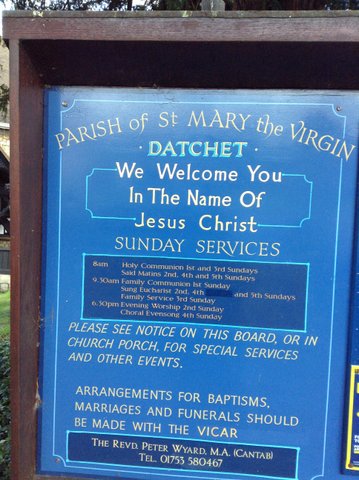 PARISH of St MARY the VIRGIN
DATCHET
We Welcome You
In The Name Of
Jesus Christ
SUNDAY SERVICES
8am Holy Communion 1st and 3rd Sundays
Said Matins 2nd, 4th and 5th Sundays
9.30am Family Communion 1st Sunday
Sung Eucharist 2nd, 4th and 5th Sundays
Family Service 3rd Sunday
6.30pm Evening Worship 2nd Sunday
Choral Evensong 4th Sunday
PLEASE SEE NOTICE ON THIS BOARD, OR IN
CHURCH PORCH, FOR SPECIAL SERVICES
AND OTHER EVENTS.
ARRANGEMENTS FOR BAPTISMS,
MARRIAGES AND FUNERALS SHOULD
BE MADE WITH THE VICAR
THE REVD. PETER WYARD, M.A. (CANTAB)
TEL. 01753 580467